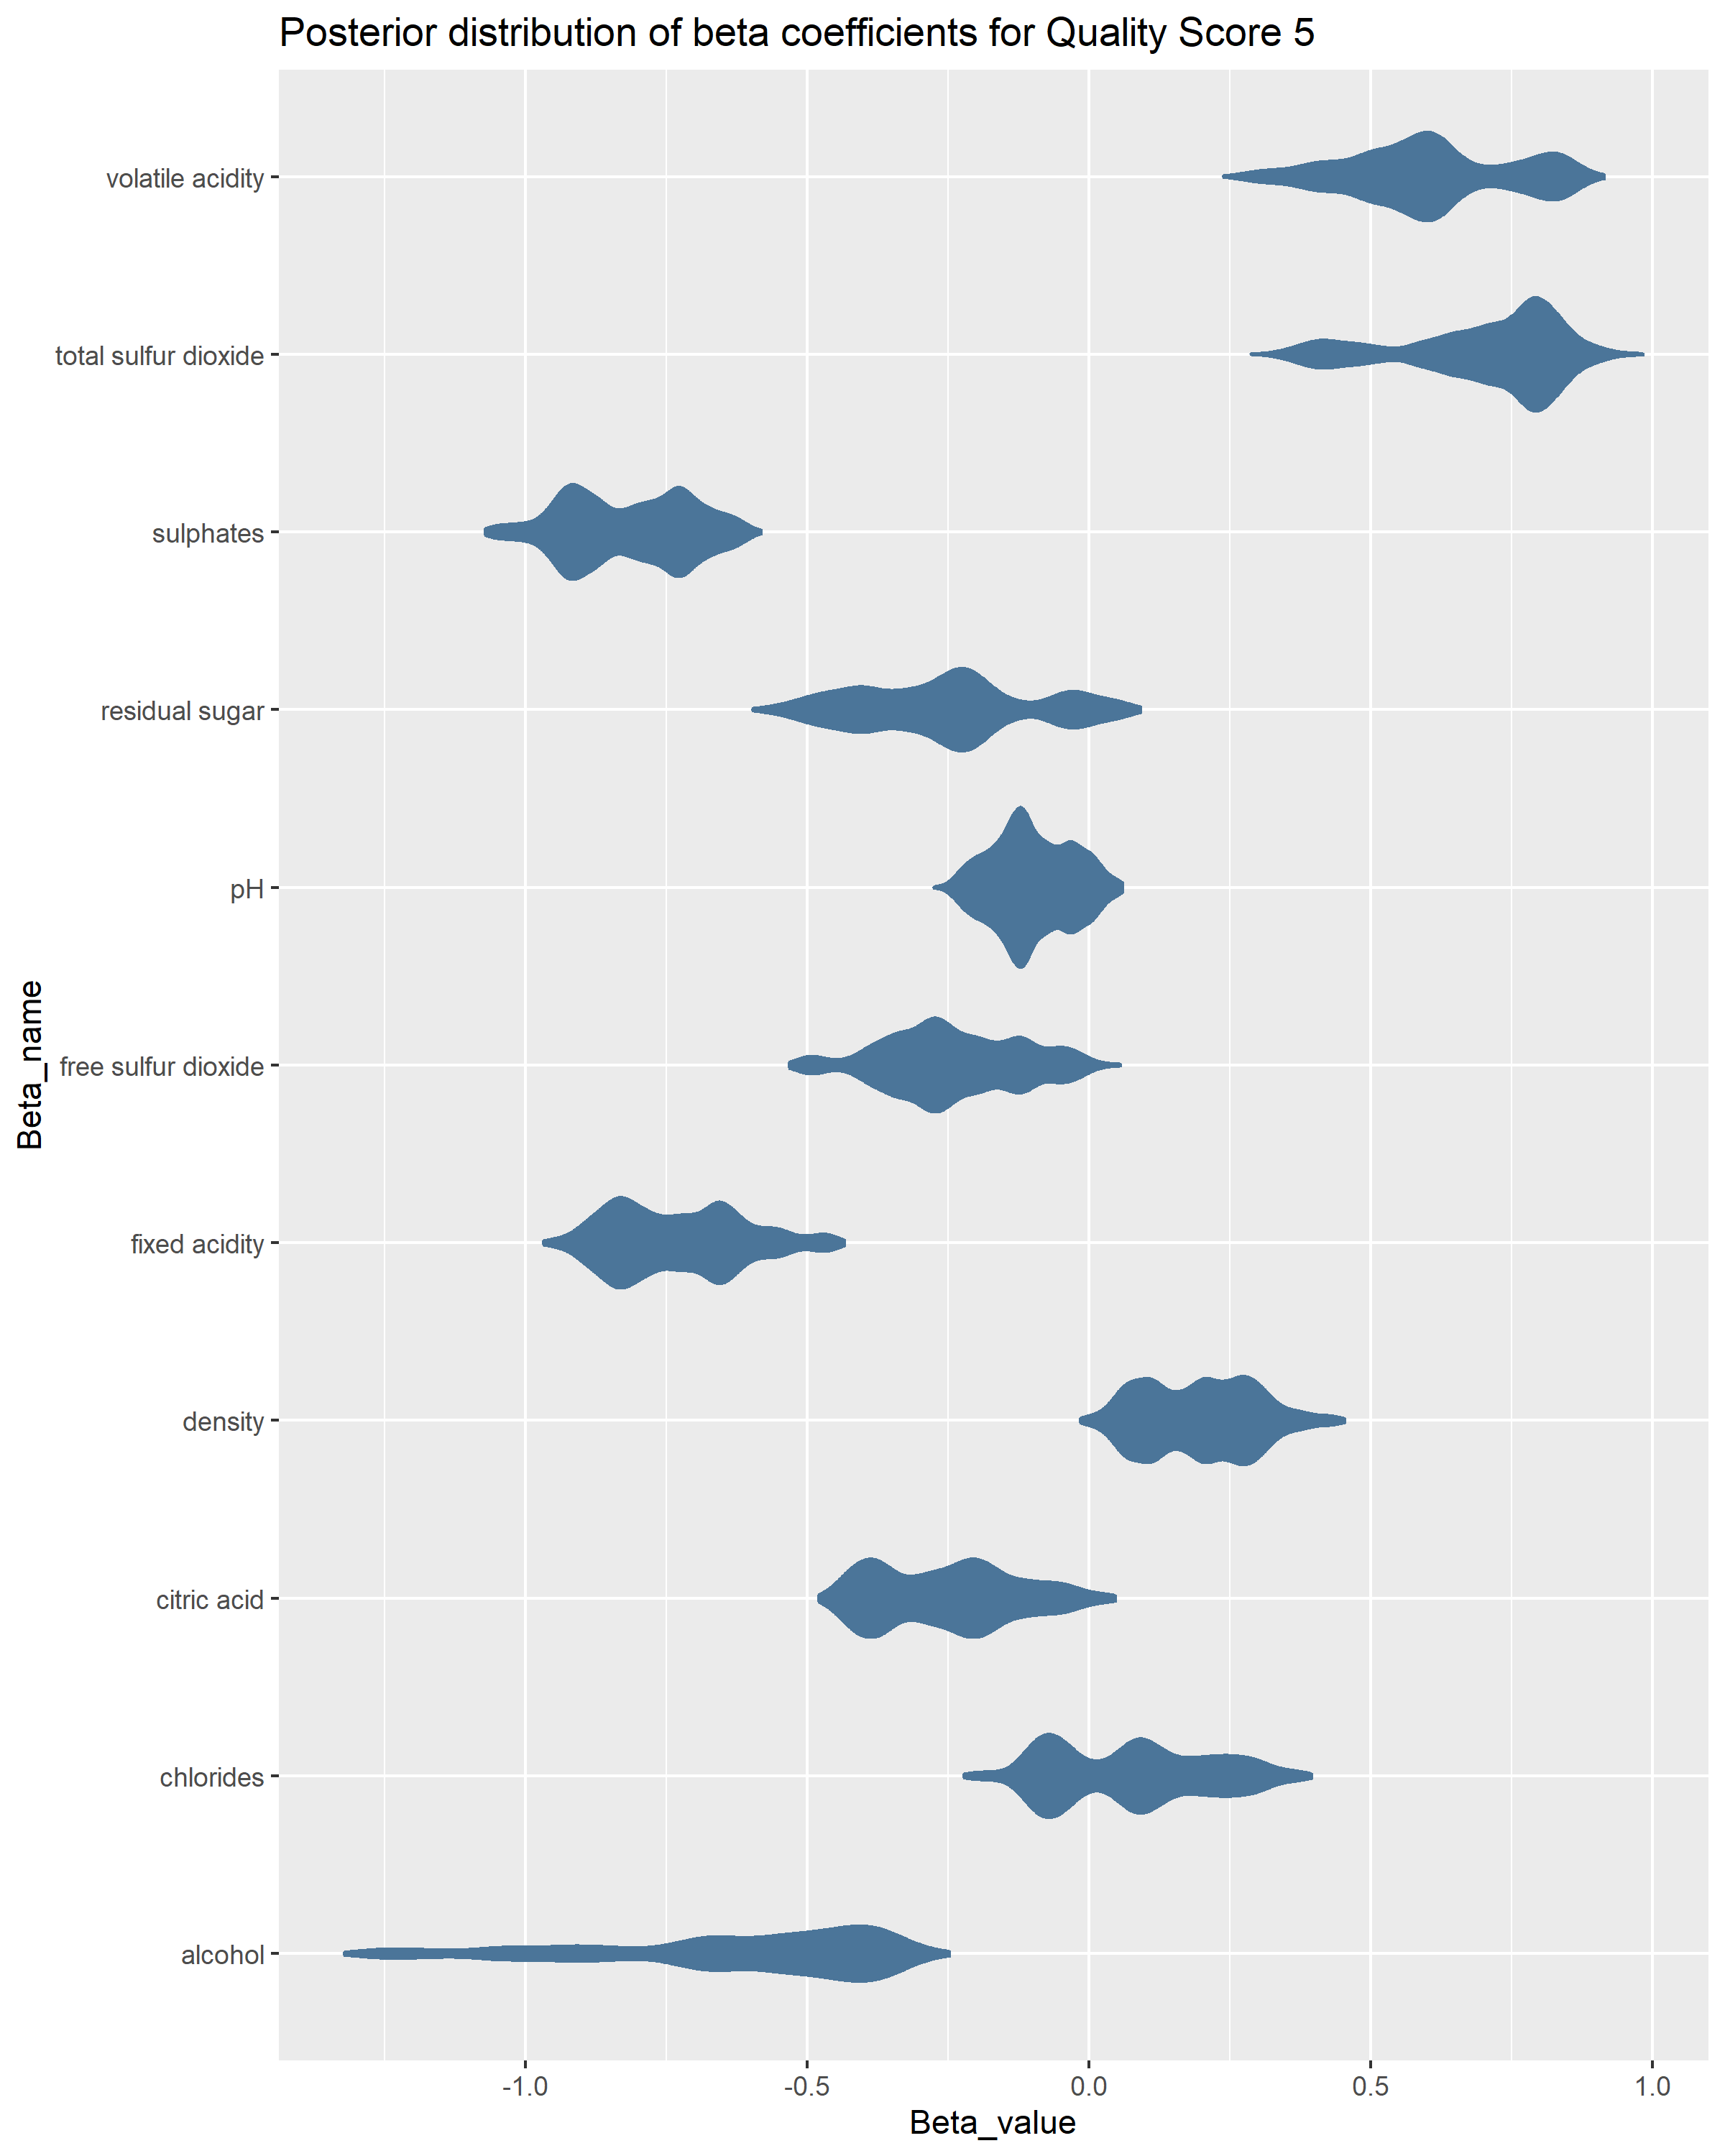 Posterior distribution of beta coefficients for Quality Score 5
volatile acidity
total sulfur dioxide
sulphates
residual sugar
pH
free sulfur dioxide
fixed acidity
density
citric acid
chlorides
alcohol
Beta_name
-1.0 -0.5 0.0 0.5 1.0
Beta_value